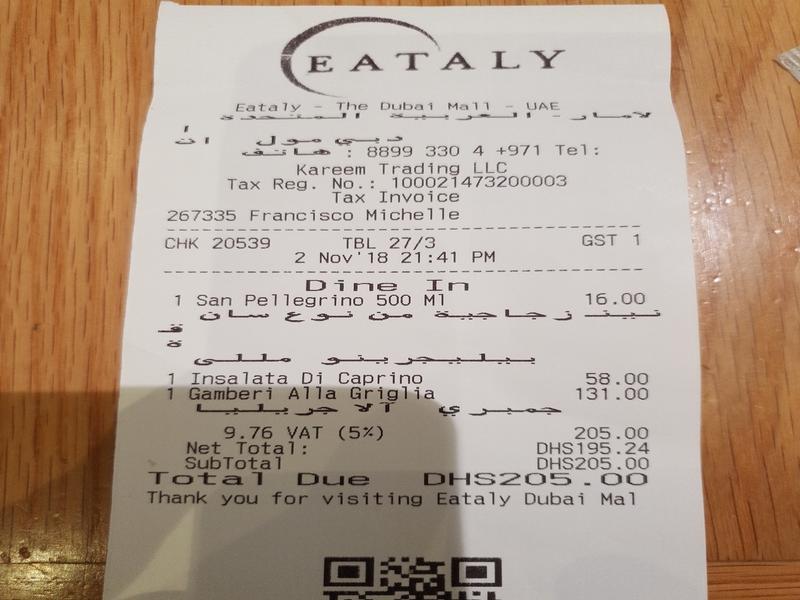 EATALY
Eataly - The Dubai Mall - UAE
لامار - العربية المتحدة
ا
دبي مول ان
هاتف : 8899 330 4 +971 Tel:
Kareem Trading LLC
Tax Reg. No.: 100021473200003
Tax Invoice
267335 Francisco Michelle
CHK 20539 TBL 27/3 GST 1
2 Nov'18 21:41 PM
Dine In
1 San Pellegrino 500 Ml 16.00
زجاجية من نوع سان
ق
ة
بيليجرينو مللي
1 Insalata Di Caprino 58.00
1 Gamberi Alla Griglia 131.00
جمبري آلا جريليا
9.76 VAT (5%) 205.00
Net Total: DHS195.24
SubTotal DHS205.00
Total Due DHS205.00
Thank you for visiting Eataly Dubai Mal